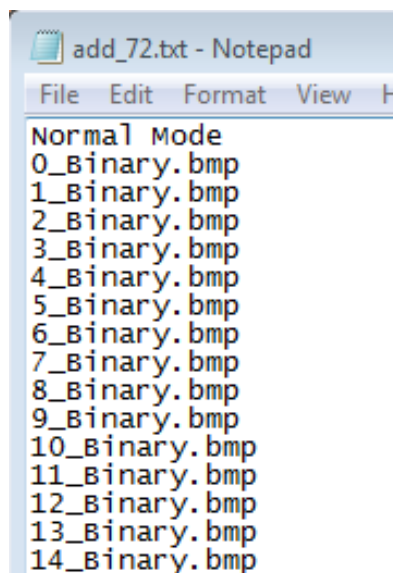 add_72.txt - Notepad
File Edit Format View
Normal Mode
0_Binary.bmp
1_Binary.bmp
2_Binary.bmp
3_Binary.bmp
4_Binary.bmp
5_Binary.bmp
6_Binary.bmp
7_Binary.bmp
8_Binary.bmp
9_Binary.bmp
10_Binary.bmp
11_Binary.bmp
12_Binary.bmp
13_Binary.bmp
14_Binary.bmp